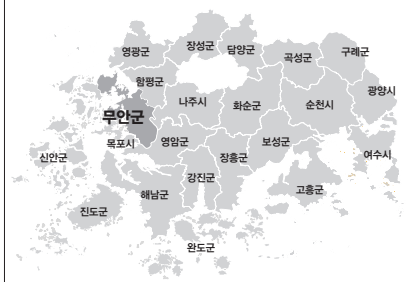 영광군
장성군
담양군
곡성군
구례군
함평군
나주시
화순군
순천시
광양시
무안군
목포시
영암군
장흥군
보성군
여수시
신안군
강진군
해남군
고흥군
진도군
완도군